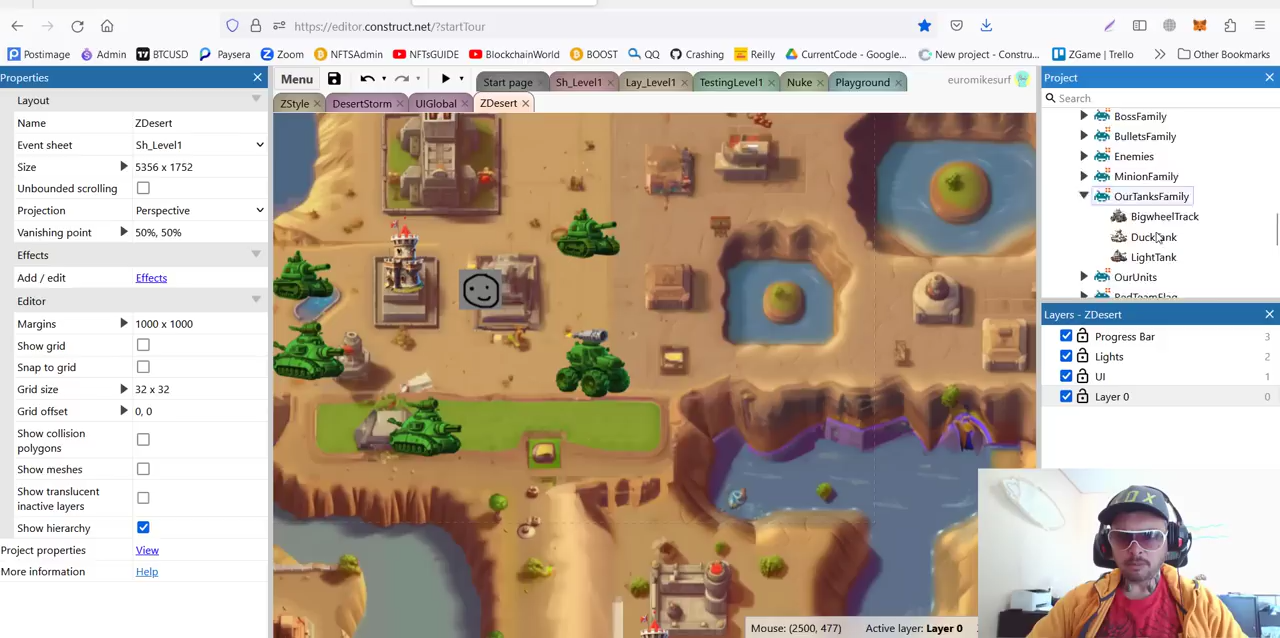 https://editor.construct.net/?startTour
Postimage
Admin
BTCUSD
Paysera
Zoom
NFTSAdmin
NFTsGUIDE
BlockchainWorld
BOOST
QQ
Crashing
Reilly
CurrentCode - Google...
New project - Constru...
ZGame | Trello
Other Bookmarks
Properties
Menu
Start page
Sh_Level1
Lay_Level1
TestingLevel1
Nuke
Playground
euromikesurf
Project
ZStyle
DesertStorm
UIGlobal
ZDesert
Search
Layout
Name ZDesert
Event sheet Sh_Level1
Size 5356 x 1752
Unbounded scrolling
Projection Perspective
Vanishing point 50%, 50%
Effects
Add / edit Effects
Editor
Margins 1000 x 1000
Show grid
Snap to grid
Grid size 32 x 32
Grid offset 0, 0
Show collision
polygons
Show meshes
Show translucent
inactive layers
Show hierarchy
Project properties View
More information Help
BossFamily
BulletsFamily
Enemies
MinionFamily
OurTanksFamily
BigwheelTrack
DuckTank
LightTank
OurUnits
RedTeamFlag
Layers - ZDesert
Progress Bar 3
Lights 2
UI 1
Layer 0 0
Mouse: (2500, 477) Active layer: Layer 0